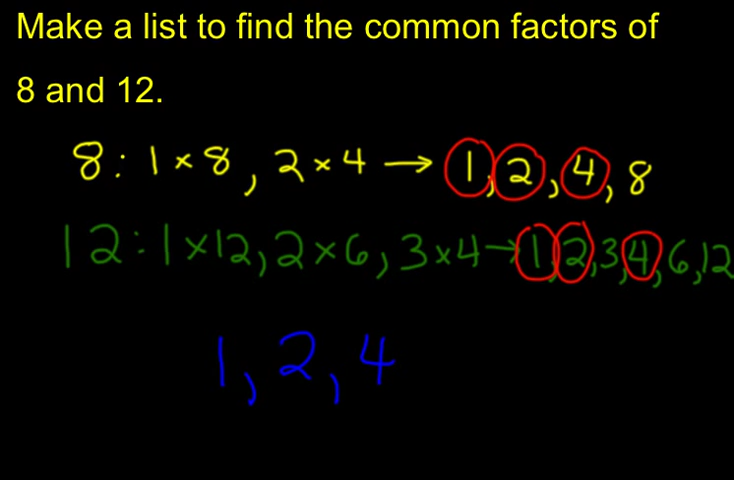 Make a list to find the common factors of
8 and 12.
8: 1×8, 2×4 → 1, 2, 4, 8
12: 1×12, 2×6, 3×4 → 1, 2, 3, 4, 6, 12
1, 2, 4